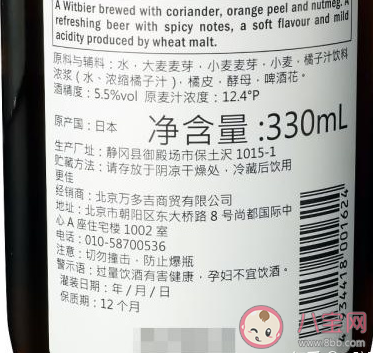 A Witbier brewed with coriander, orange peel and nutmeg. A
refreshing beer with spicy notes, a soft flavour and mild
acidity produced by wheat malt.
原料与辅料：水、大麦麦芽、小麦麦芽、小麦、橘子汁饮料
浓浆（水、浓缩橘子汁）、橘皮、酵母、啤酒花。
酒精度：5.5%vol 原麦汁浓度：12.4°P
原产国：日本
净含量:330mL
生产厂址：静冈县御殿场市保土沢 1015-1
贮藏方法：请存放于阴凉干燥处，冷藏后饮用
更佳
经销商：北京万多吉商贸有限公司
地址：北京市朝阳区东大桥路 8 号尚都国际中
心 A 座住宅楼 1002 室
电话：010-58700536
注意：切勿撞击，防止爆瓶
警示语：过量饮酒有害健康，孕妇不宜饮酒。
灌装日期：年/月/日
保质期：12 个月
34418 001624
八宝网
www.8bb.com